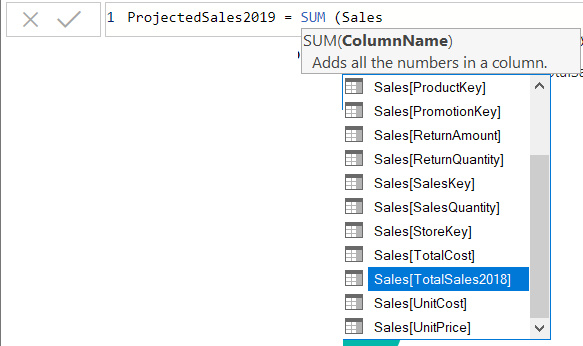 1 ProjectedSales2019 = SUM (Sales
SUM(ColumnName)
Adds all the numbers in a column.
Sales[ProductKey]
Sales[PromotionKey]
Sales[ReturnAmount]
Sales[ReturnQuantity]
Sales[SalesKey]
Sales[SalesQuantity]
Sales[StoreKey]
Sales[TotalCost]
Sales[TotalSales2018]
Sales[UnitCost]
Sales[UnitPrice]